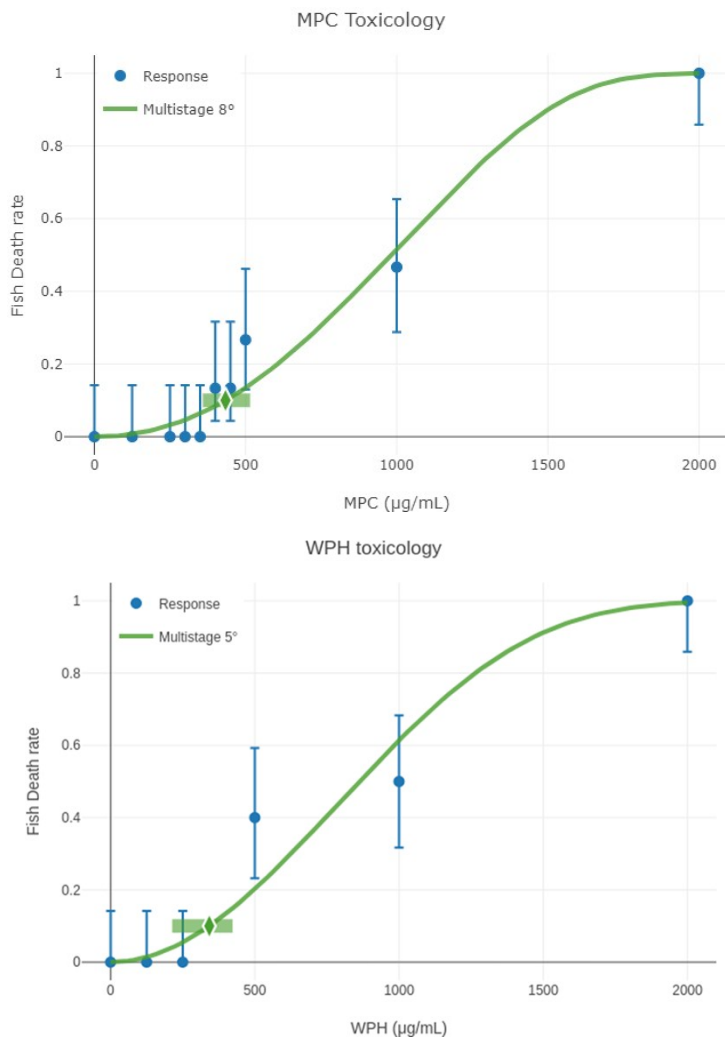 MPC Toxicology
1
0.8
0.6
0.4
0.2
0
Fish Death rate
Response
Multistage 8°
0 500 1000 1500 2000
MPC (µg/mL)
WPH toxicology
1
0.8
0.6
0.4
0.2
0
Fish Death rate
Response
Multistage 5°
0 500 1000 1500 2000
WPH (µg/mL)